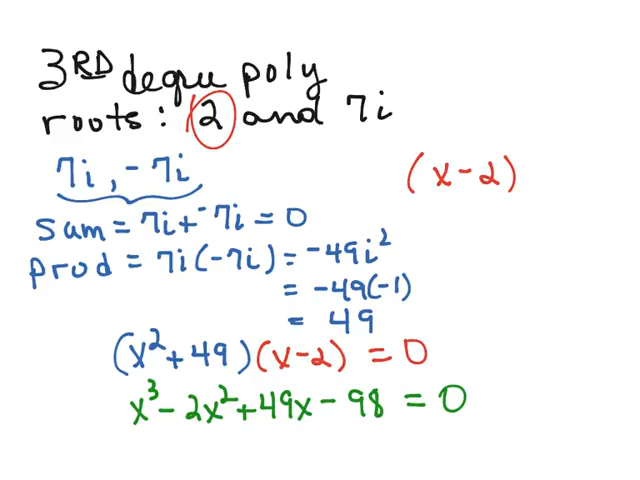 3RD degu poly
roots: 2 and 7i
7i, -7i
(x-2)
sum = 7i+⁻7i = 0
prod = 7i(-7i) = -49i²
= -49(-1)
= 49
(x²+49)(x-2) = 0
x³ - 2x² + 49x - 98 = 0